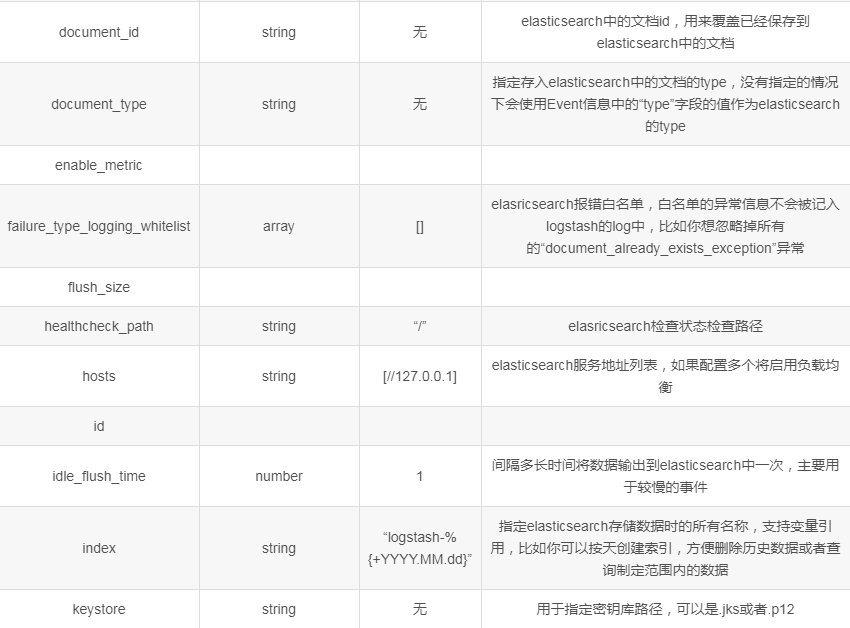 document_id string 无 elasticsearch中的文档id，用来覆盖已经保存到
elasticsearch中的文档
document_type string 无 指定存入elasticsearch中的文档的type，没有指定的情况
下会使用Event信息中的“type”字段的值作为elasticsearch
的type
enable_metric
failure_type_logging_whitelist array [] elasricsearch报错白名单，白名单的异常信息不会被记入
logstash的log中，比如你想忽略掉所有
的“document_already_exists_exception”异常
flush_size
healthcheck_path string “/” elasricsearch检查状态检查路径
hosts string [//127.0.0.1] elasticsearch服务地址列表，如果配置多个将启用负载均
衡
id
idle_flush_time number 1 间隔多长时间将数据输出到elasticsearch中一次，主要用
于较慢的事件
index string “logstash-%
{+YYYY.MM.dd}” 指定elasticsearch存储数据时的所有名称，支持变量引
用，比如你可以按天创建索引，方便删除历史数据或者查
询制定范围内的数据
keystore string 无 用于指定密钥库路径，可以是.jks或者.p12